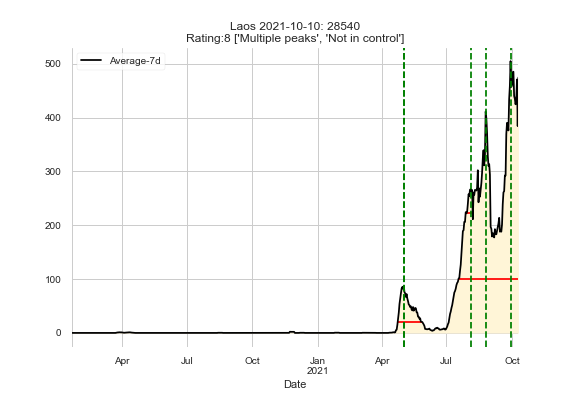 Laos 2021-10-10: 28540
Rating:8 ['Multiple peaks', 'Not in control']
Average-7d
500
400
300
200
100
0
Apr Jul Oct Jan Apr Jul Oct
2021
Date